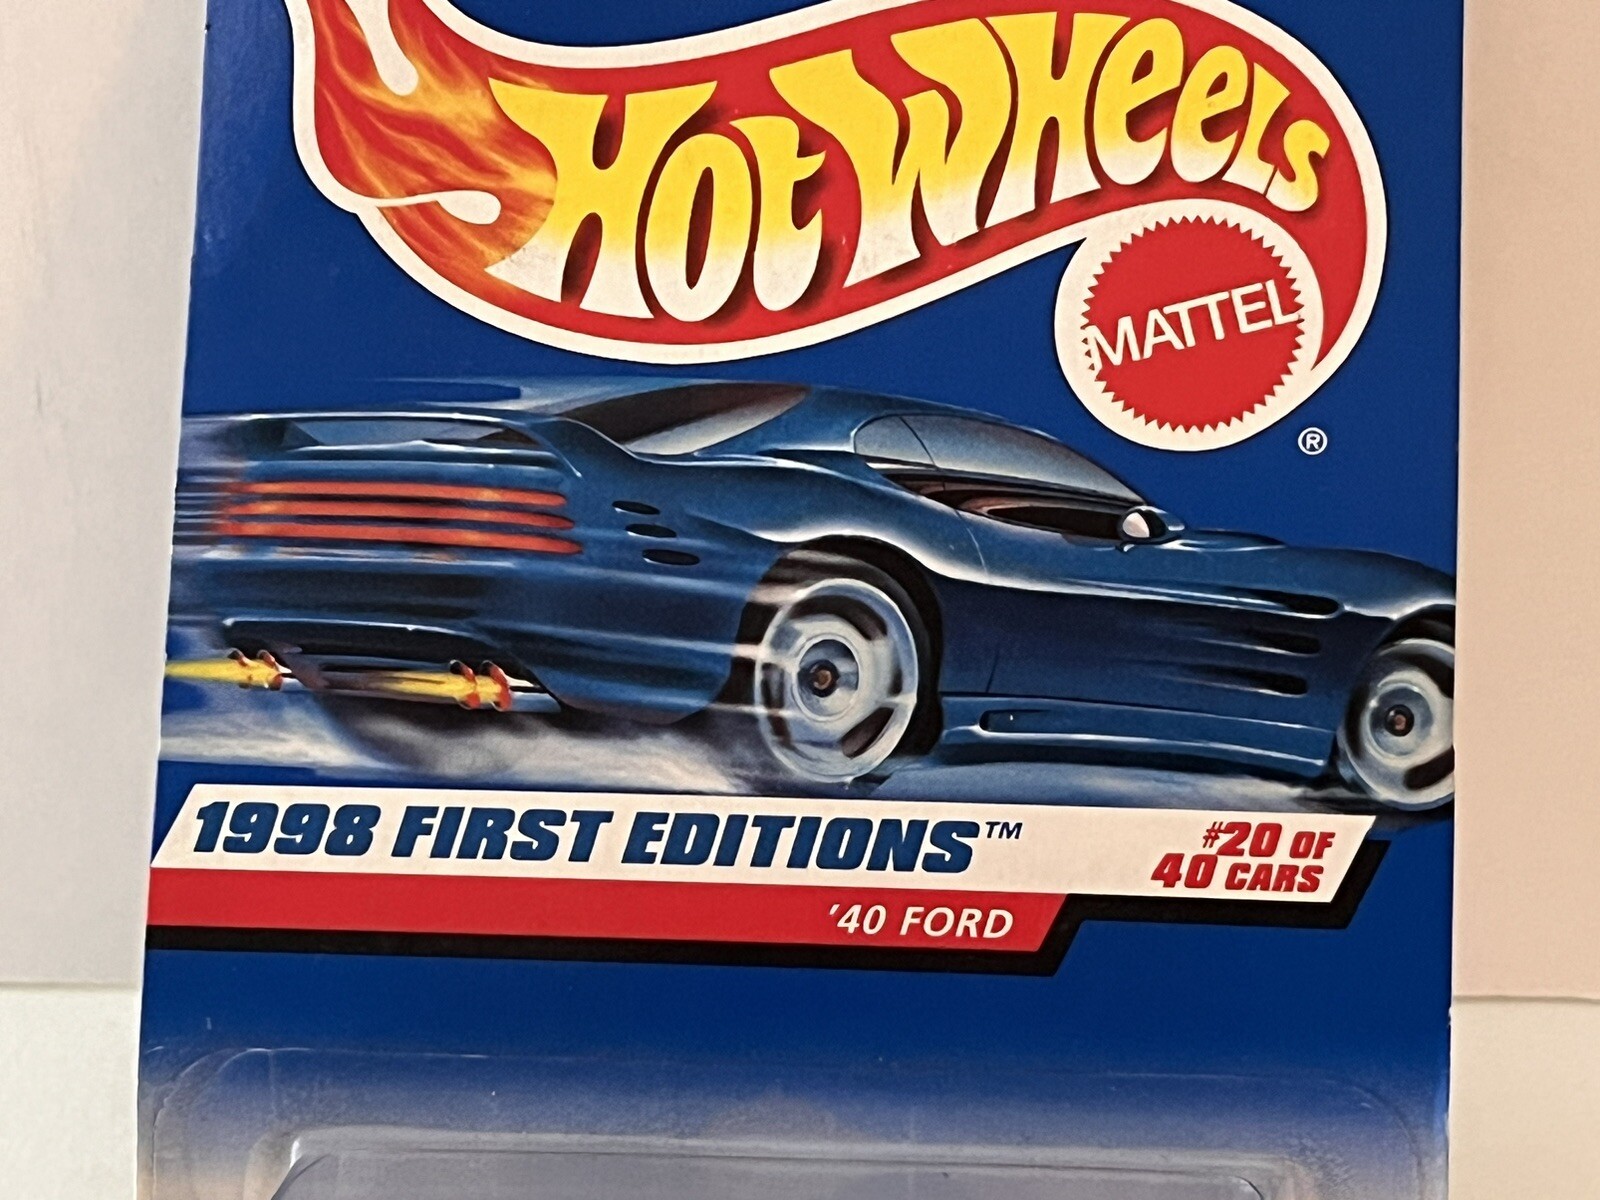 HOT WHEELS
MATTEL
®
1998 FIRST EDITIONS™
#20 OF
40 CARS
'40 FORD